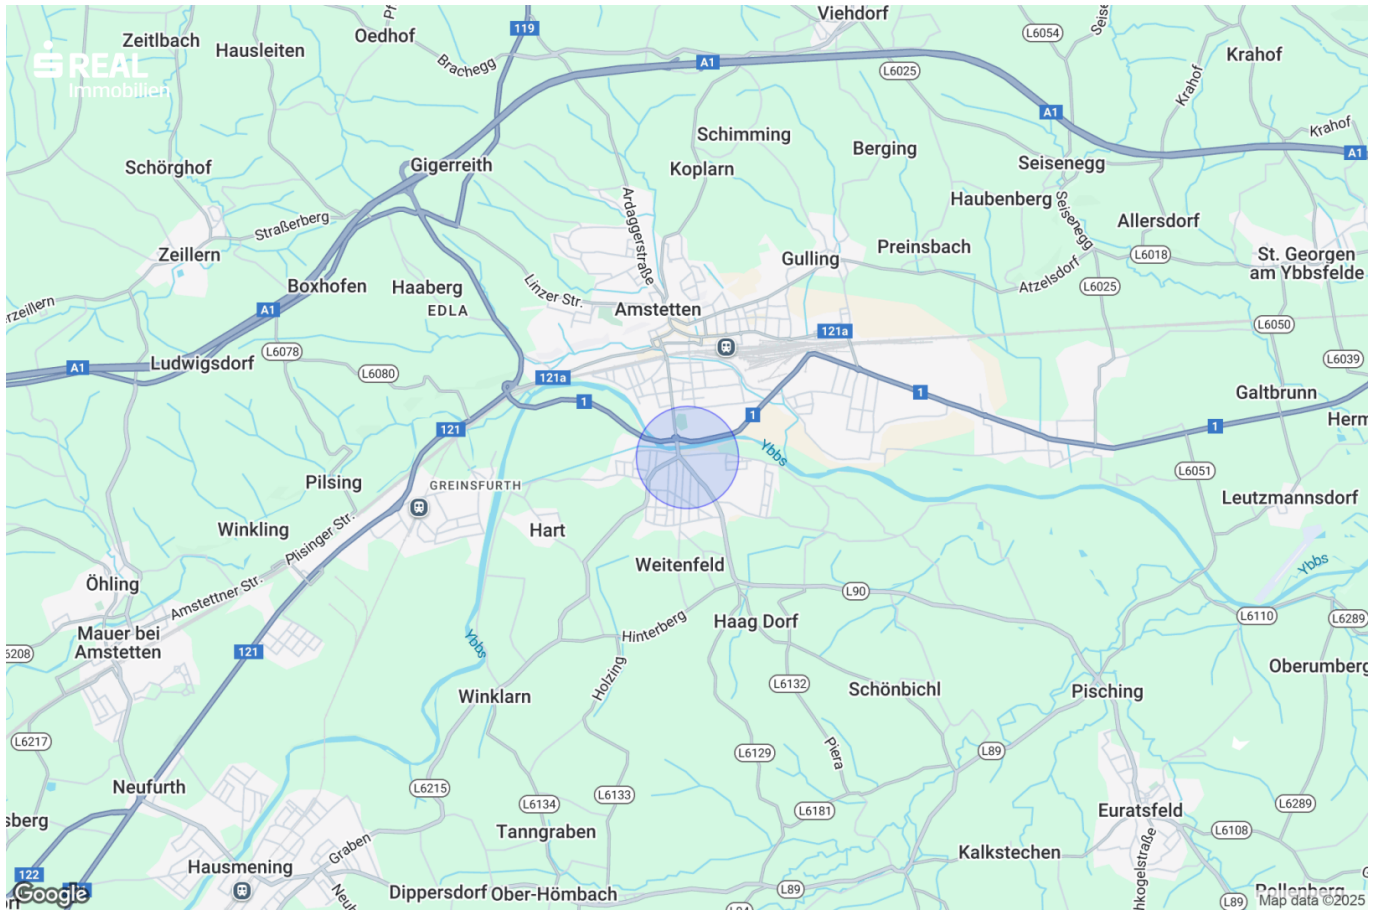 Zeitlbach
Hausleiten
Oedhof
119
Viehdorf
L6054
Krahof
Brachegg
A1
L6025
Krahof
S REAL
Immobilien
A1
Krahof
A1
Schörghof
Gigerreith
Schimming
Koplarn
Berging
Seisenegg
Haubenberg
Seisenegg
Allersdorf
Straßerberg
Ardaggerstraße
Zeillern
Gulling
Preinsbach
L6018
St. Georgen
am Ybbsfelde
Boxhofen
Haaberg
EDLA
Linzer Str.
Atzelsdorf
L6025
A1
Amstetten
121a
L6050
L6078
Ludwigsdorf
A1
L6080
121a
L6039
1
1
Galtbrunn
1
121
1
Ybbs
L6051
Pilsing
GREINSFURTH
Leutzmannsdorf
Winkling
Plisinger Str.
Hart
Weitenfeld
Ybbs
Öhling
Amstettner Str.
L90
Haag Dorf
Hinterberg
L6110
L6289
Mauer bei
Amstetten
121
Ybbs
Oberumberg
Holzing
Winklarn
L6132
Schönbichl
Pisching
L6217
L6129
Piera
L89
Neufurth
L6215
L6134
L6133
L6181
Euratsfeld
L6289
L6108
Tanngraben
Graben
Hausmening
Kalkstechen
122
Dippersdorf
Ober-Hömbach
L89
L89
Google
Map data ©2025